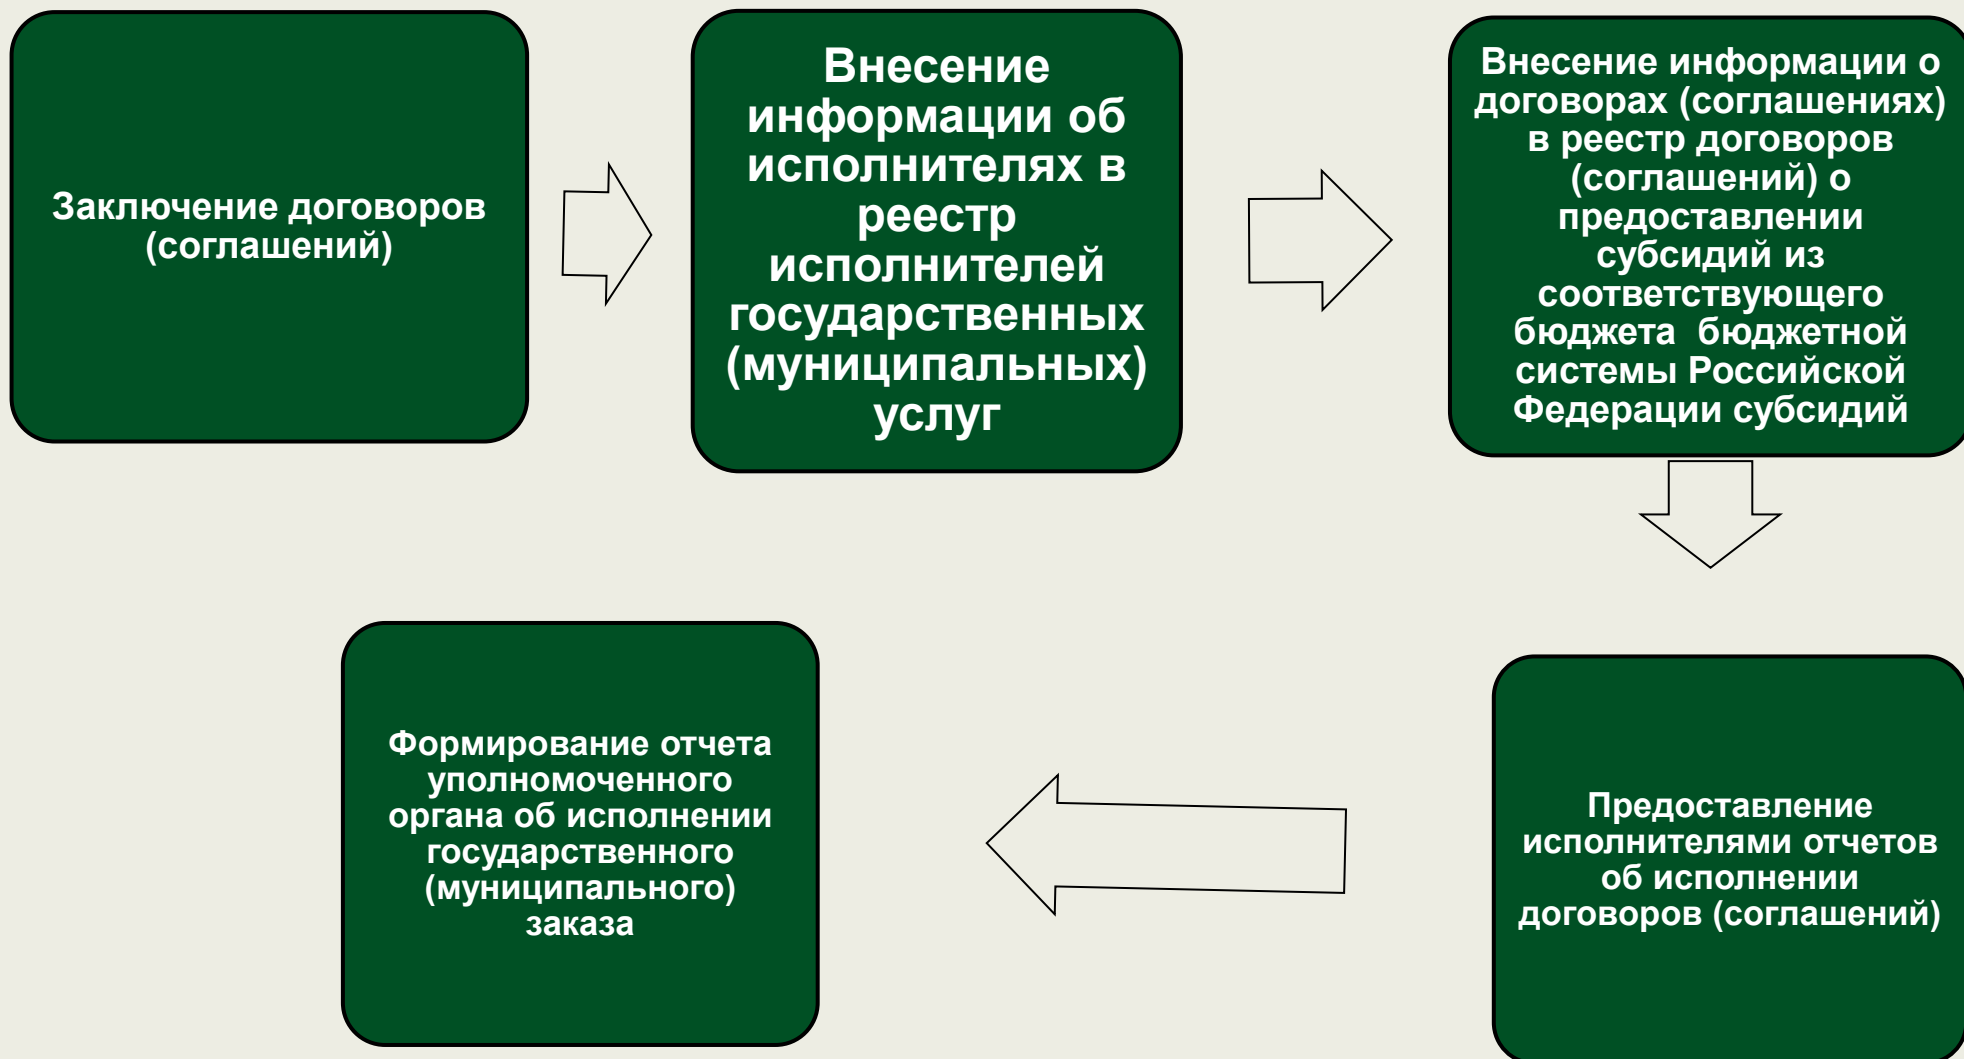 Заключение договоров
(соглашений)
Внесение
информации об
исполнителях в
реестр
исполнителей
государственных
(муниципальных)
услуг
Внесение информации о
договорах (соглашениях)
в реестр договоров
(соглашений) о
предоставлении
субсидий из
соответствующего
бюджета бюджетной
системы Российской
Федерации субсидий
Предоставление
исполнителями отчетов
об исполнении
договоров (соглашений)
Формирование отчета
уполномоченного
органа об исполнении
государственного
(муниципального)
заказа